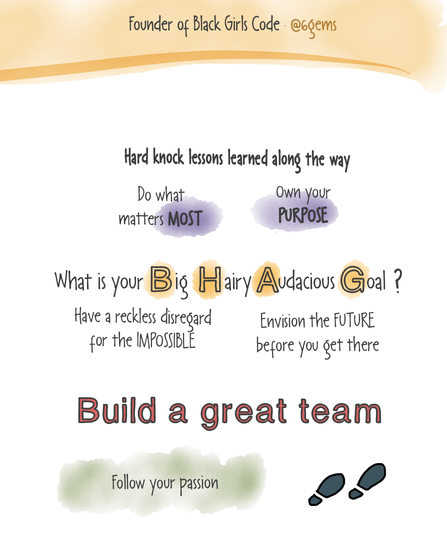 Founder of Black Girls Code - @6gems
Hard knock lessons learned along the way
Do what
matters MOST
Own your
PURPOSE
What is your Big Hairy Audacious Goal ?
Have a reckless disregard
for the IMPOSSIBLE
Envision the FUTURE
before you get there
Build a great team
Follow your passion